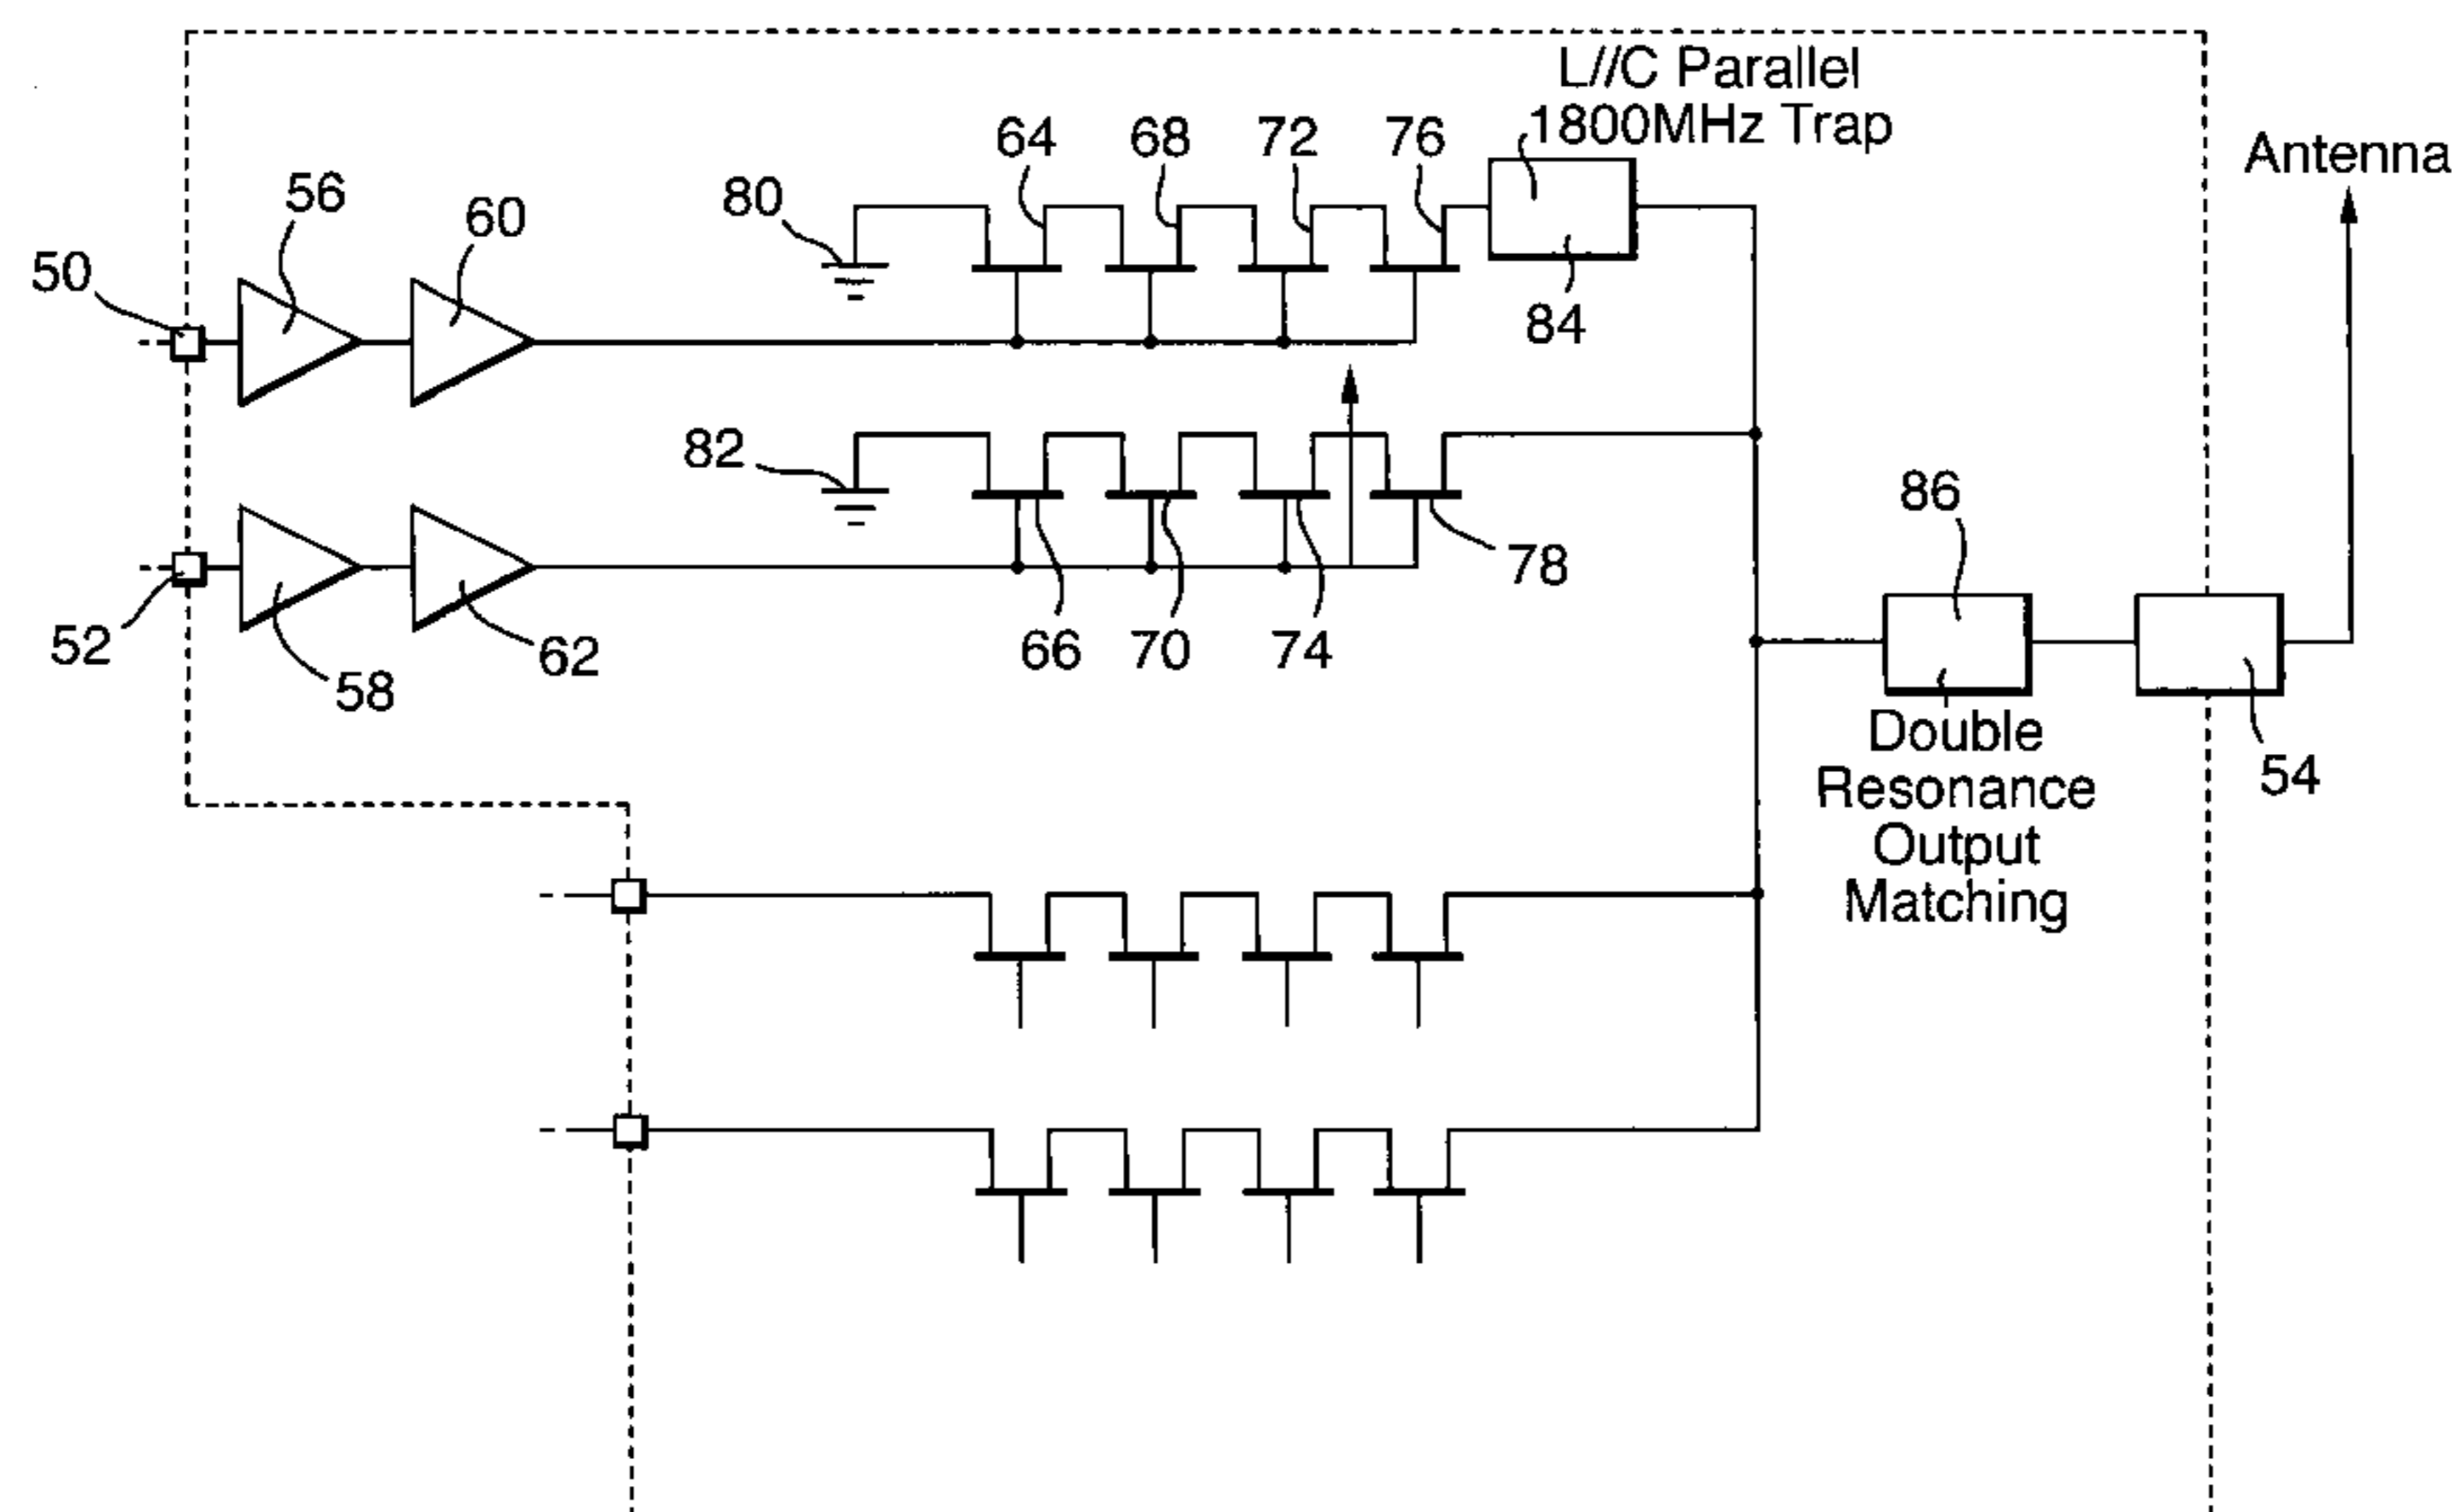 L//C Parallel
1800MHz Trap
Antenna
64
68
72
76
80
56
60
50
84
82
86
78
52
58
62
66
70
74
54
Double
Resonance
Output
Matching